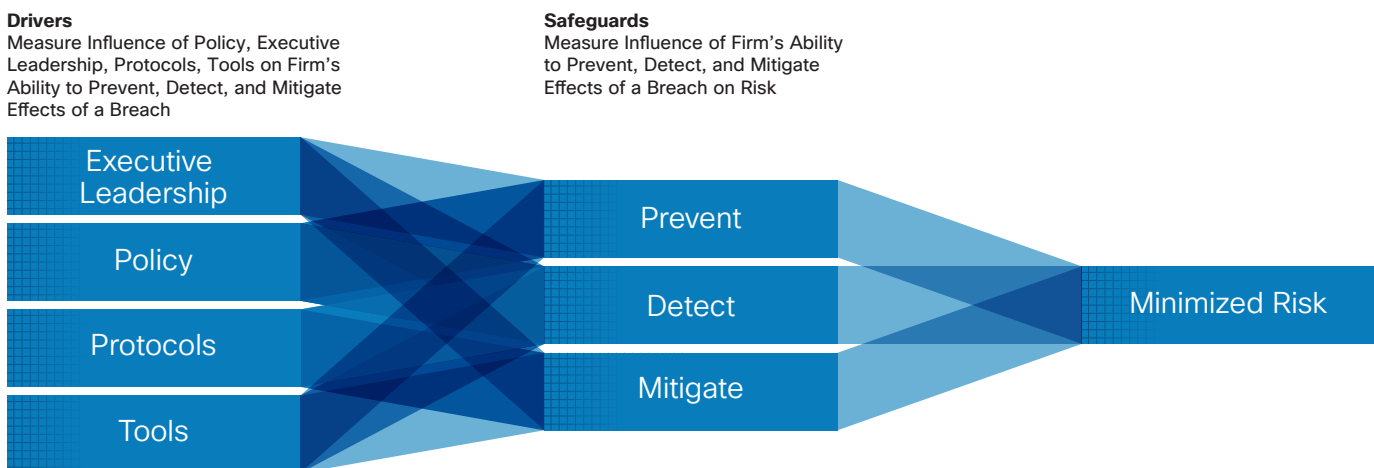 Drivers
Measure Influence of Policy, Executive
Leadership, Protocols, Tools on Firm's
Ability to Prevent, Detect, and Mitigate
Effects of a Breach
Safeguards
Measure Influence of Firm's Ability
to Prevent, Detect, and Mitigate
Effects of a Breach on Risk
Executive
Leadership
Policy
Protocols
Tools
Prevent
Detect
Mitigate
Minimized Risk